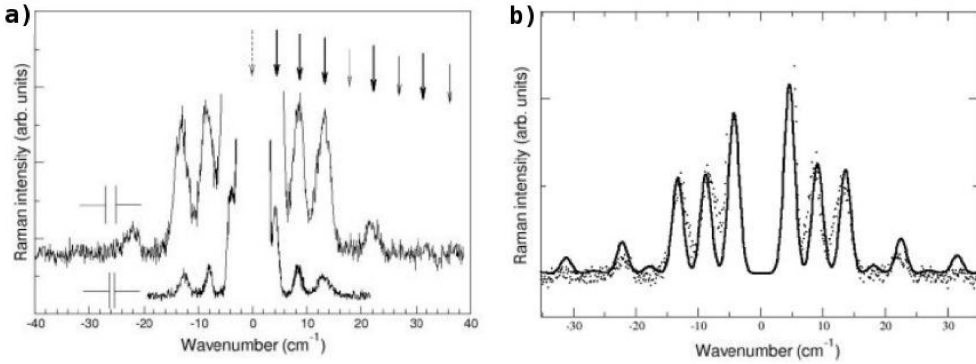 a)
Raman intensity (arb. units)
-40 -30 -20 -10 0 10 20 30 40
Wavenumber (cm⁻¹)
b)
Raman intensity (arb. units)
-30 -20 -10 0 10 20 30
Wavenumber (cm⁻¹)